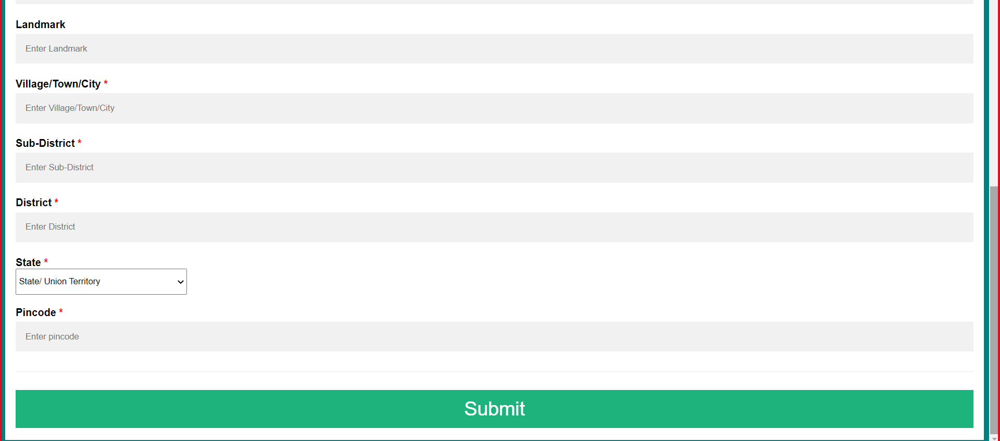 Landmark
Enter Landmark
Village/Town/City *
Enter Village/Town/City
Sub-District *
Enter Sub-District
District *
Enter District
State *
State/ Union Territory
Pincode *
Enter pincode
Submit